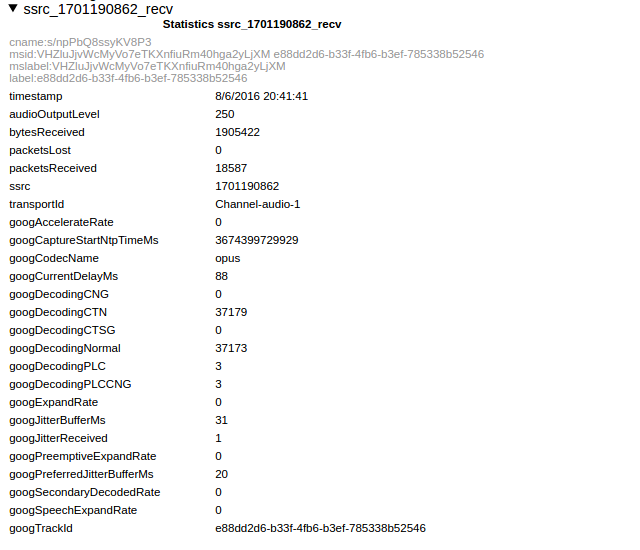 ▼ ssrc_1701190862_recv
Statistics ssrc_1701190862_recv
cname:s/npPbQ8ssyKV8P3
msid:VHZluJjvWcMyVo7eTKXnfiuRm40hga2yLjXM e88dd2d6-b33f-4fb6-b3ef-785338b52546
mslabel:VHZluJjvWcMyVo7eTKXnfiuRm40hga2yLjXM
label:e88dd2d6-b33f-4fb6-b3ef-785338b52546
timestamp 8/6/2016 20:41:41
audioOutputLevel 250
bytesReceived 1905422
packetsLost 0
packetsReceived 18587
ssrc 1701190862
transportId Channel-audio-1
googAccelerateRate 0
googCaptureStartNtpTimeMs 3674399729929
googCodecName opus
googCurrentDelayMs 88
googDecodingCNG 0
googDecodingCTN 37179
googDecodingCTSG 0
googDecodingNormal 37173
googDecodingPLC 3
googDecodingPLCCNG 3
googExpandRate 0
googJitterBufferMs 31
googJitterReceived 1
googPreemptiveExpandRate 0
googPreferredJitterBufferMs 20
googSecondaryDecodedRate 0
googSpeechExpandRate 0
googTrackId e88dd2d6-b33f-4fb6-b3ef-785338b52546